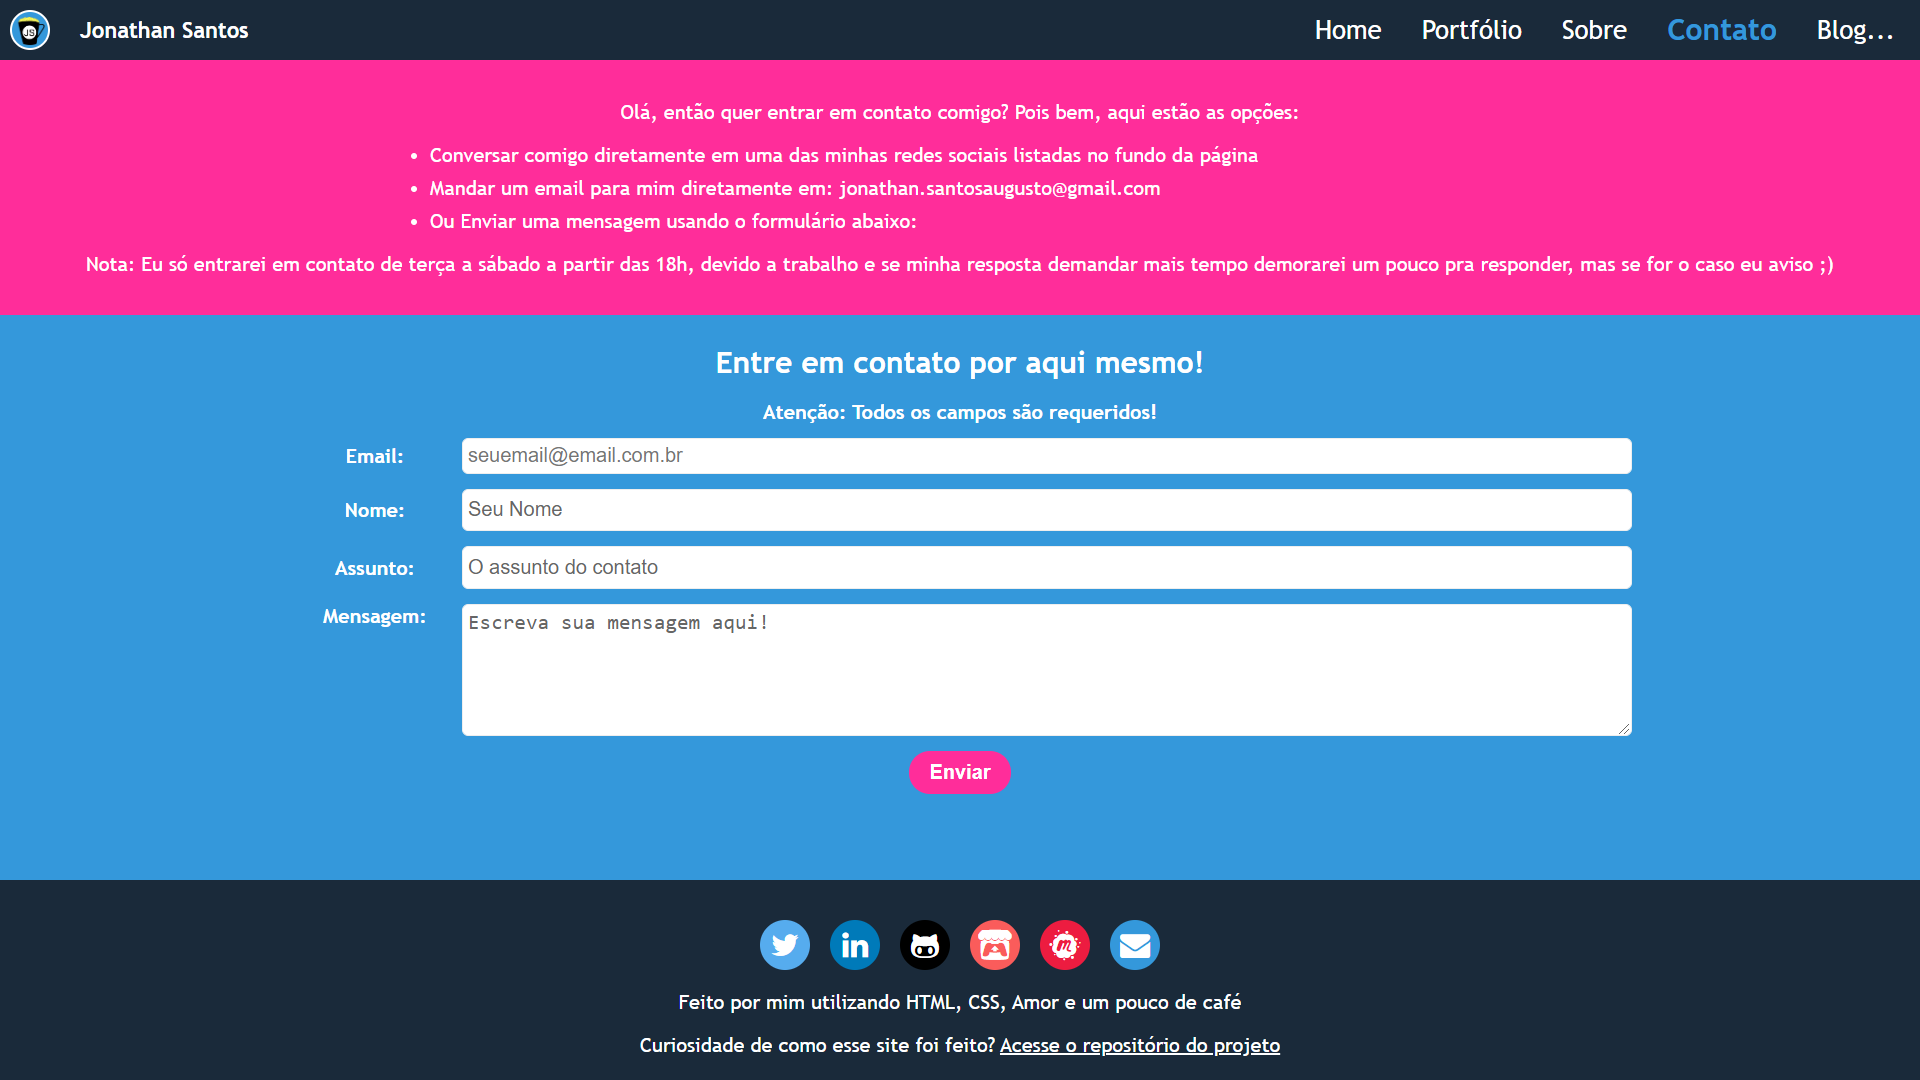 JS
Jonathan Santos
Home Portfólio Sobre Contato Blog...
Olá, então quer entrar em contato comigo? Pois bem, aqui estão as opções:
• Conversar comigo diretamente em uma das minhas redes sociais listadas no fundo da página
• Mandar um email para mim diretamente em: jonathan.santosaugusto@gmail.com
• Ou Enviar uma mensagem usando o formulário abaixo:
Nota: Eu só entrarei em contato de terça a sábado a partir das 18h, devido a trabalho e se minha resposta demandar mais tempo demorarei um pouco pra responder, mas se for o caso eu aviso ;)
Entre em contato por aqui mesmo!
Atenção: Todos os campos são requeridos!
Email: seuemail@email.com.br
Nome: Seu Nome
Assunto: O assunto do contato
Mensagem: Escreva sua mensagem aqui!
Enviar
in
m
Feito por mim utilizando HTML, CSS, Amor e um pouco de café
Curiosidade de como esse site foi feito? Acesse o repositório do projeto